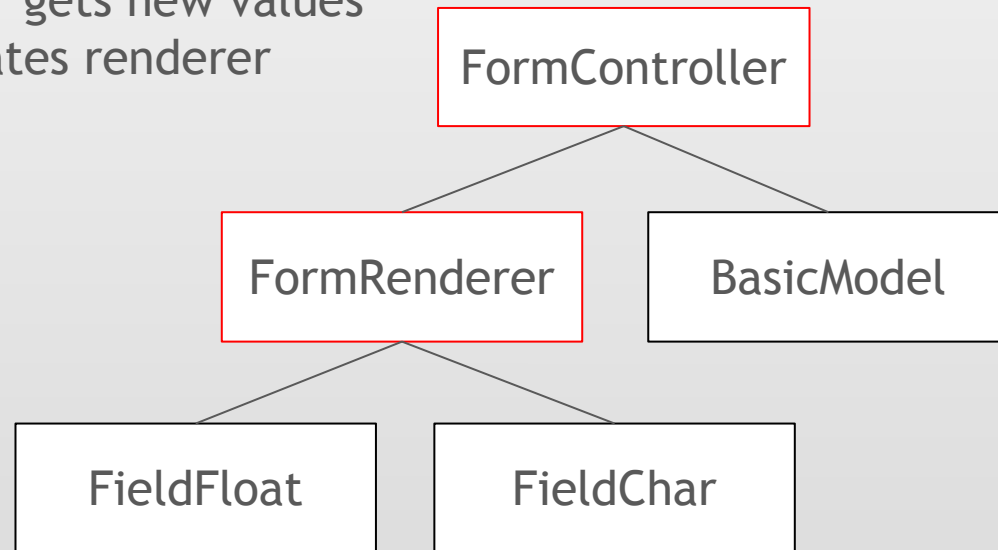 gets new values
ates renderer
FormController
FormRenderer
BasicModel
FieldFloat
FieldChar